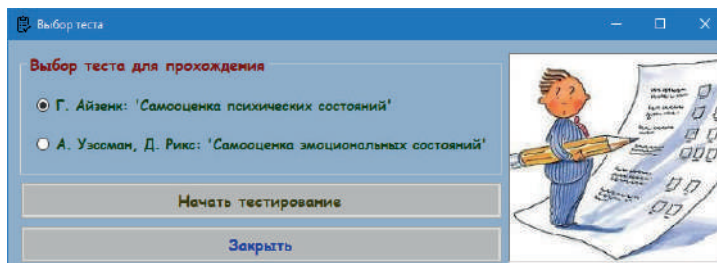 Выбор теста
Выбор теста для прохождения
Г. Айзенк: 'Самооценка психических состояний'
А. Уэссман, Д. Рикс: 'Самооценка эмоциональных состояний'
Начать тестирование
Закрыть